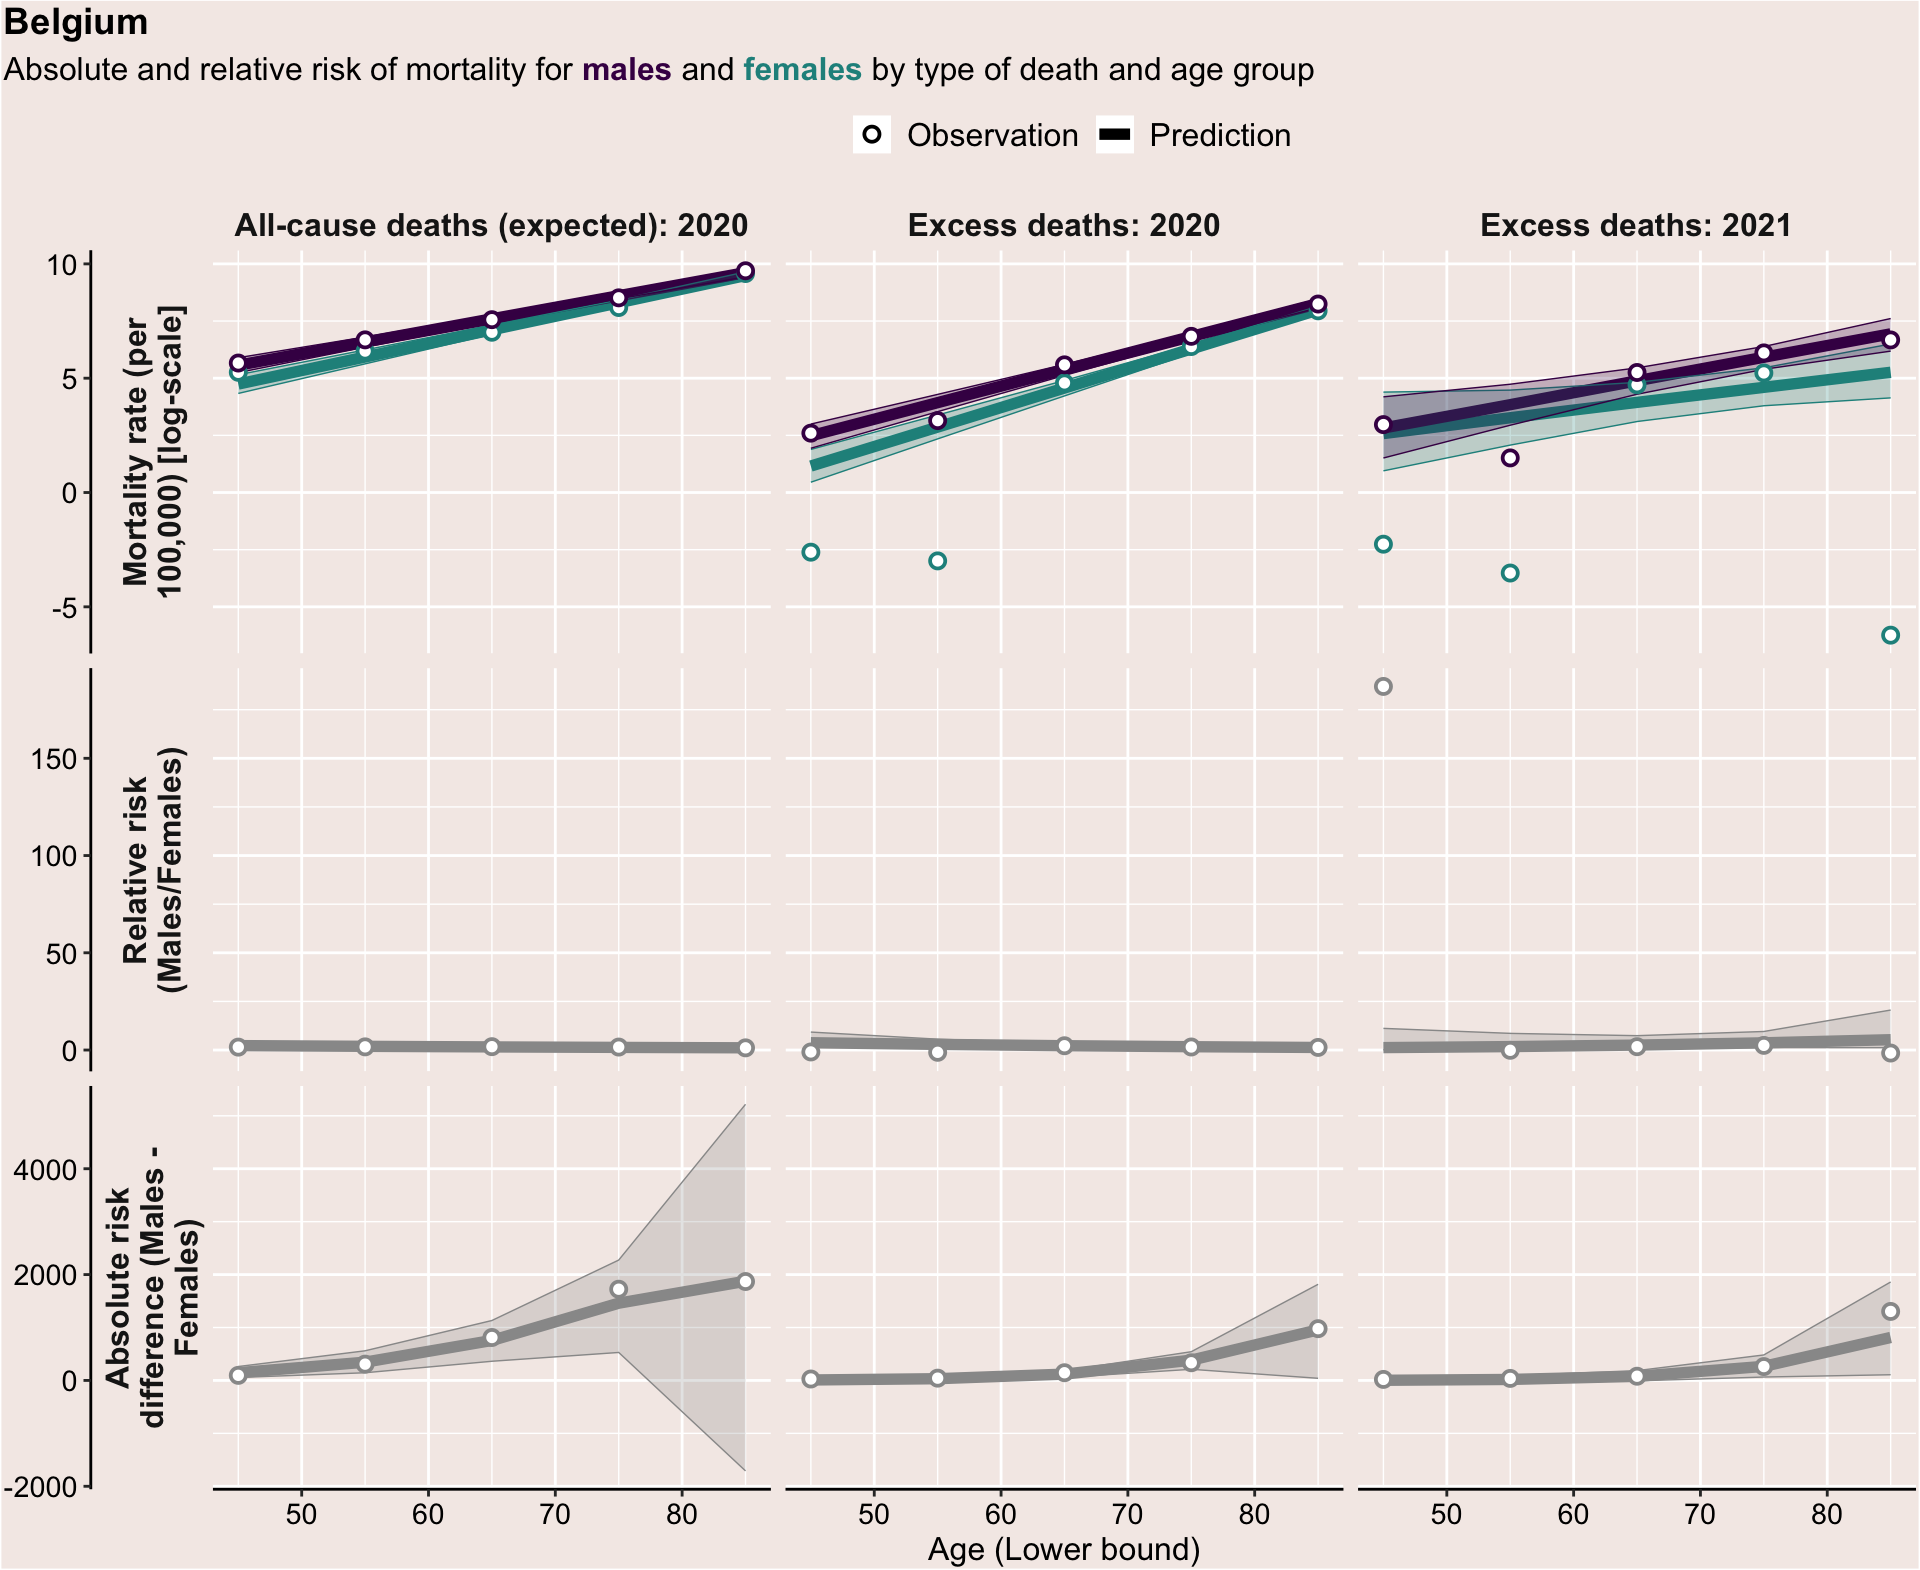 Belgium
Absolute and relative risk of mortality for males and females by type of death and age group
Observation
Prediction
All-cause deaths (expected): 2020
Excess deaths: 2020
Excess deaths: 2021
Mortality rate (per
100,000) [log-scale]
10
5
0
-5
Relative risk
(Males/Females)
150
100
50
0
Absolute risk
difference (Males -
Females)
4000
2000
0
-2000
50
60
70
80
50
60
70
80
50
60
70
80
Age (Lower bound)